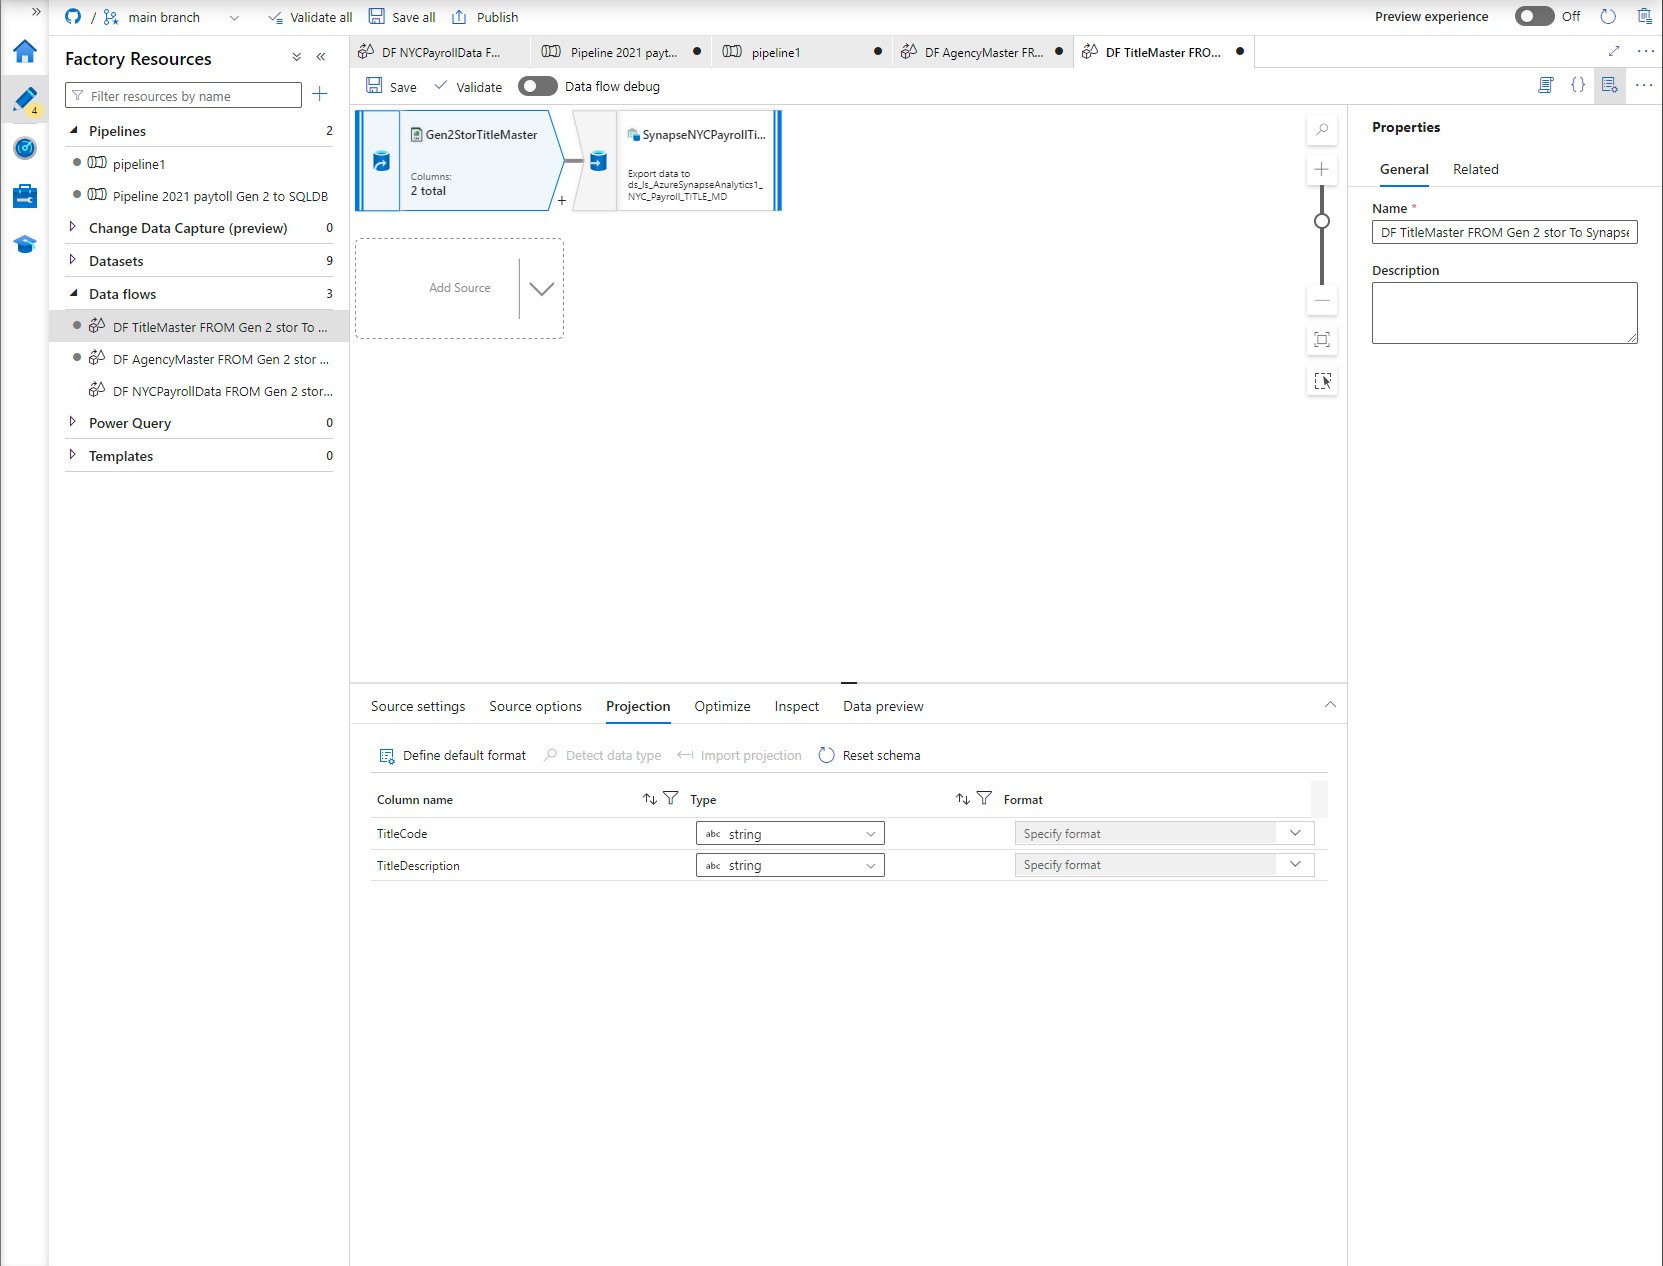 / main branch Validate all Save all Publish Preview experience Off
Factory Resources
Filter resources by name
Pipelines 2
pipeline1
Pipeline 2021 paytoll Gen 2 to SQLDB
Change Data Capture (preview) 0
Datasets 9
Data flows 3
DF TitleMaster FROM Gen 2 stor To ...
DF AgencyMaster FROM Gen 2 stor ...
DF NYCPayrollData FROM Gen 2 stor...
Power Query 0
Templates 0
4
DF NYCPayrollData F... Pipeline 2021 payt... pipeline1 DF AgencyMaster FR... DF TitleMaster FRO...
Save Validate Data flow debug
Gen2StorTitleMaster
Columns:
2 total
SynapseNYCPayrollTi...
Export data to
ds_ls_AzureSynapseAnalytics1_
NYC_Payroll_TITLE_MD
Add Source
Properties
General Related
Name *
DF TitleMaster FROM Gen 2 stor To Synapse
Description
Source settings Source options Projection Optimize Inspect Data preview
Define default format Detect data type Import projection Reset schema
Column name Type Format
TitleCode abc string Specify format
TitleDescription abc string Specify format